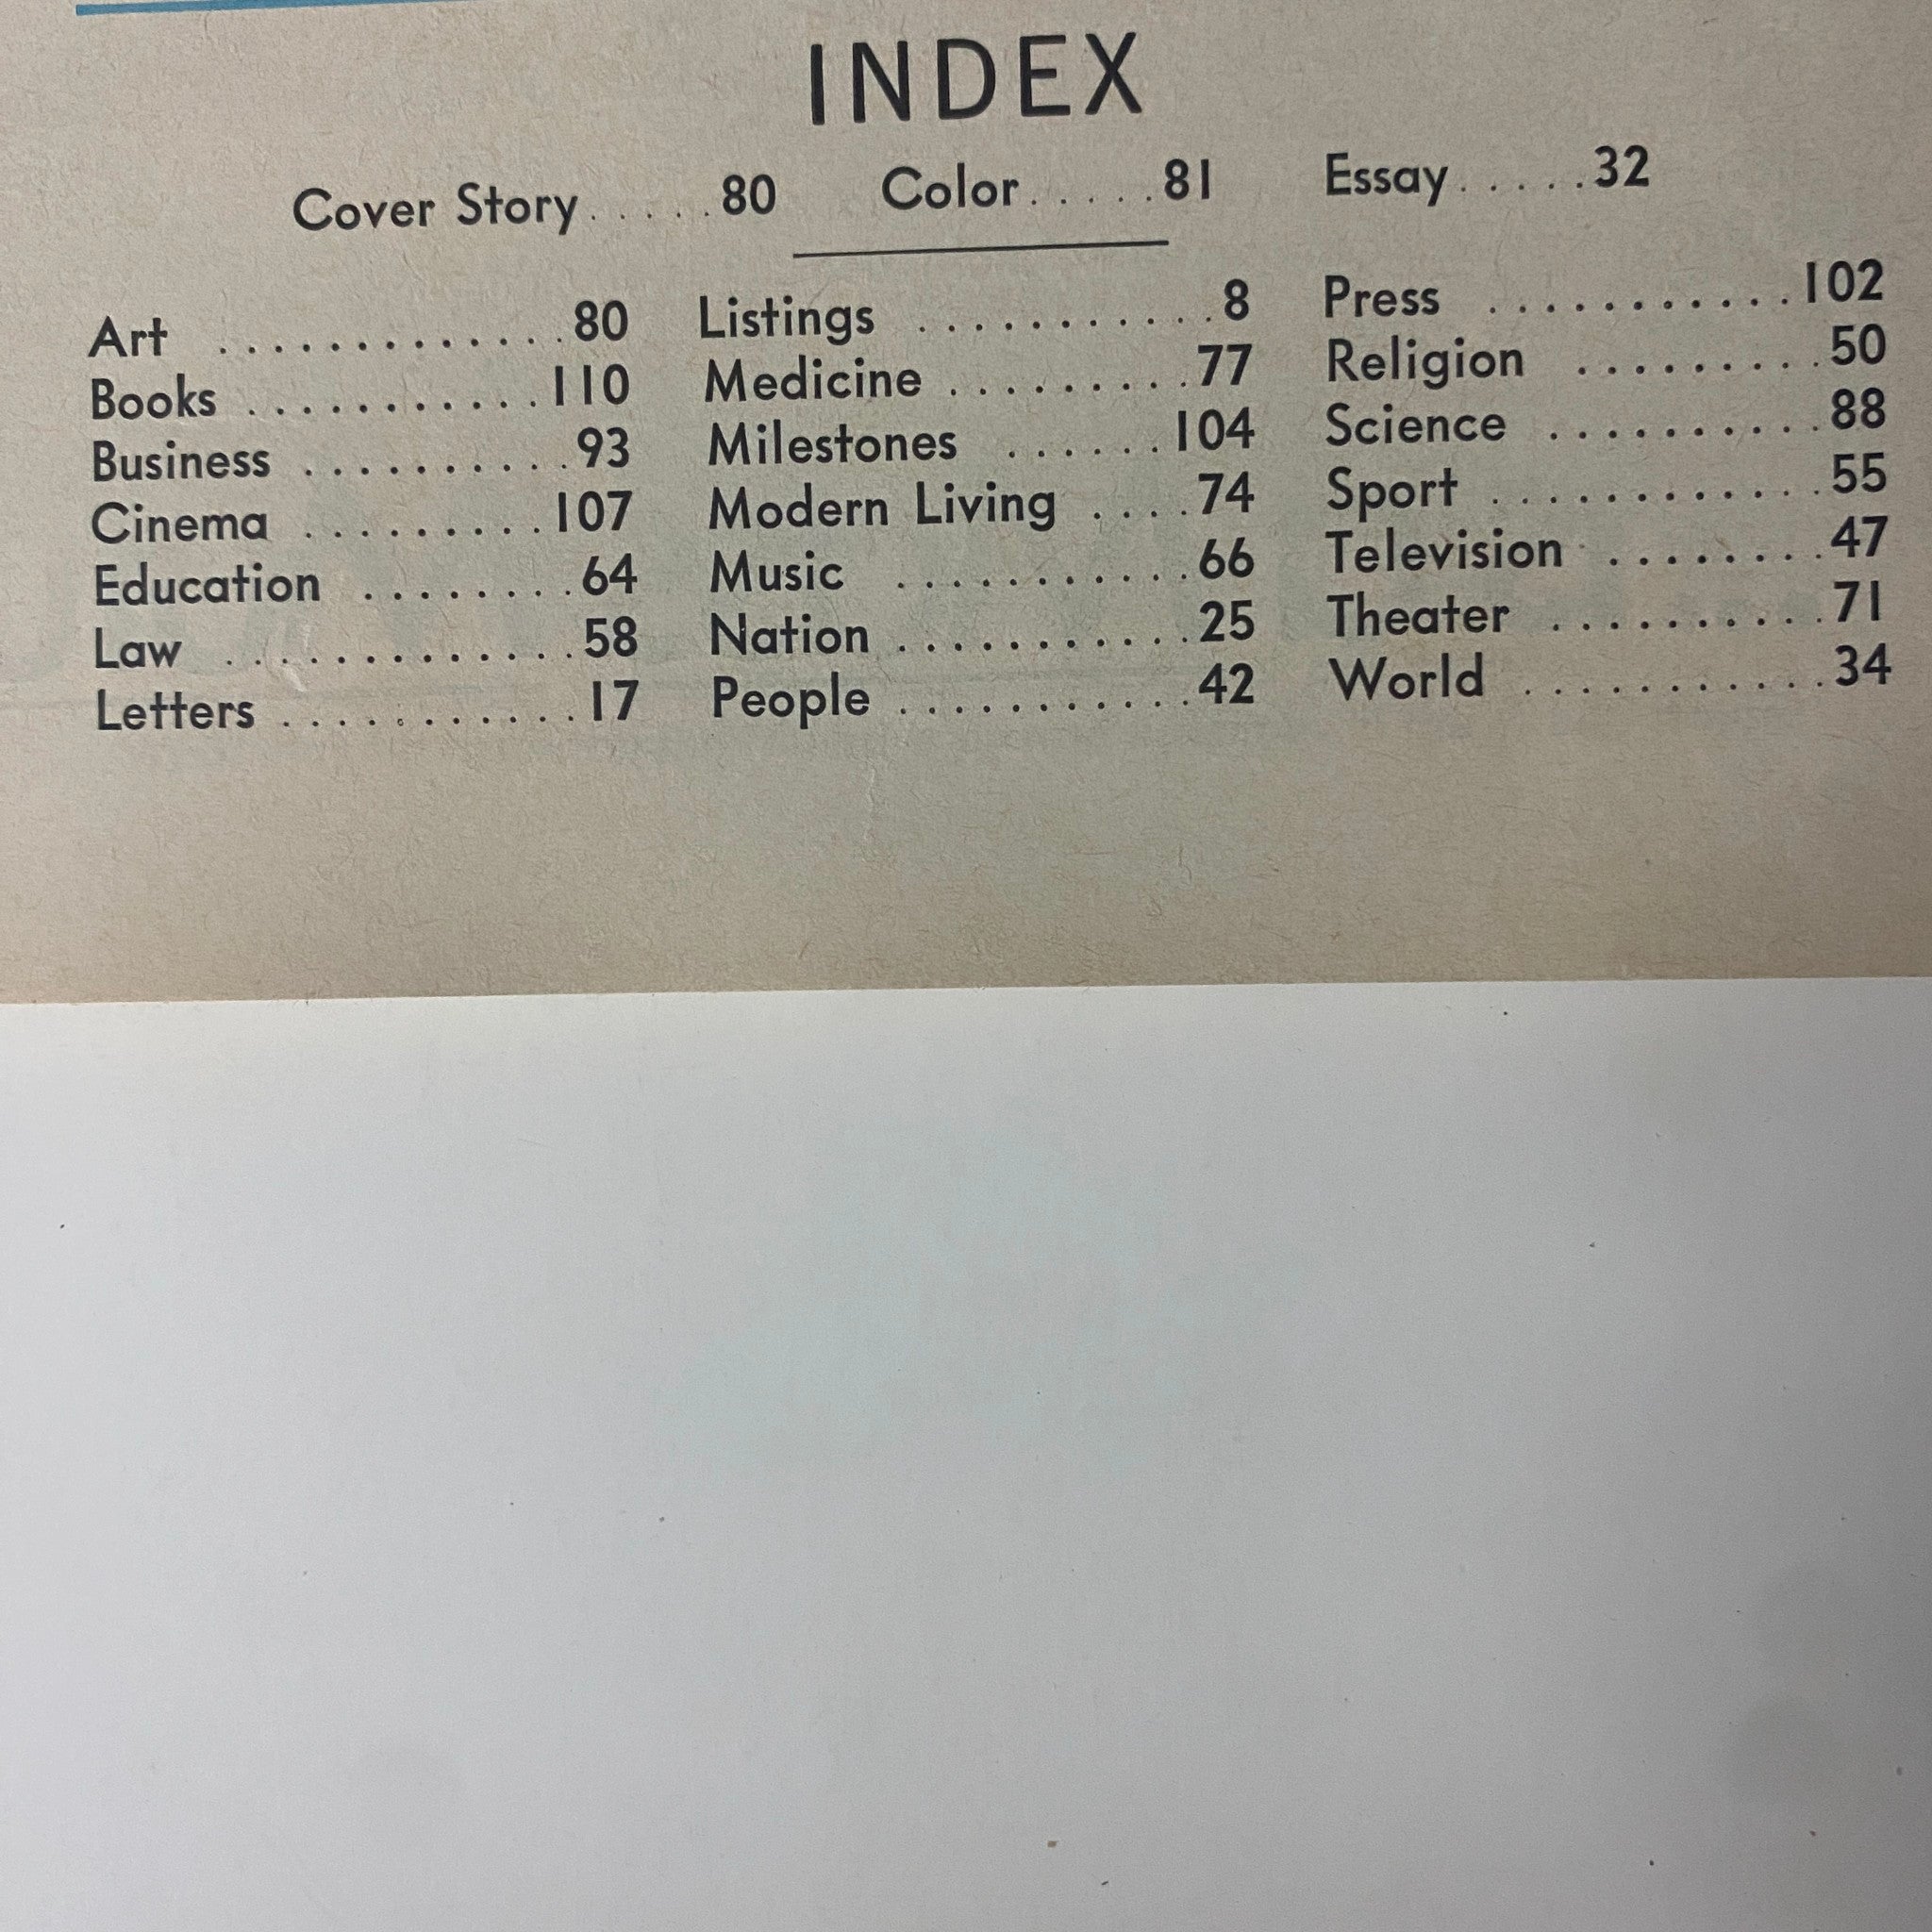 INDEX
Cover Story.....80 Color.....81 Essay.....32
Art .............80 Listings ...........8 Press ...........102
Books ...........110 Medicine .........77 Religion .........50
Business ..........93 Milestones ......104 Science ..........88
Cinema .........107 Modern Living ....74 Sport ............55
Education ........64 Music ...........66 Television ........47
Law .............58 Nation ...........25 Theater ..........71
Letters ...........17 People ...........42 World ...........34